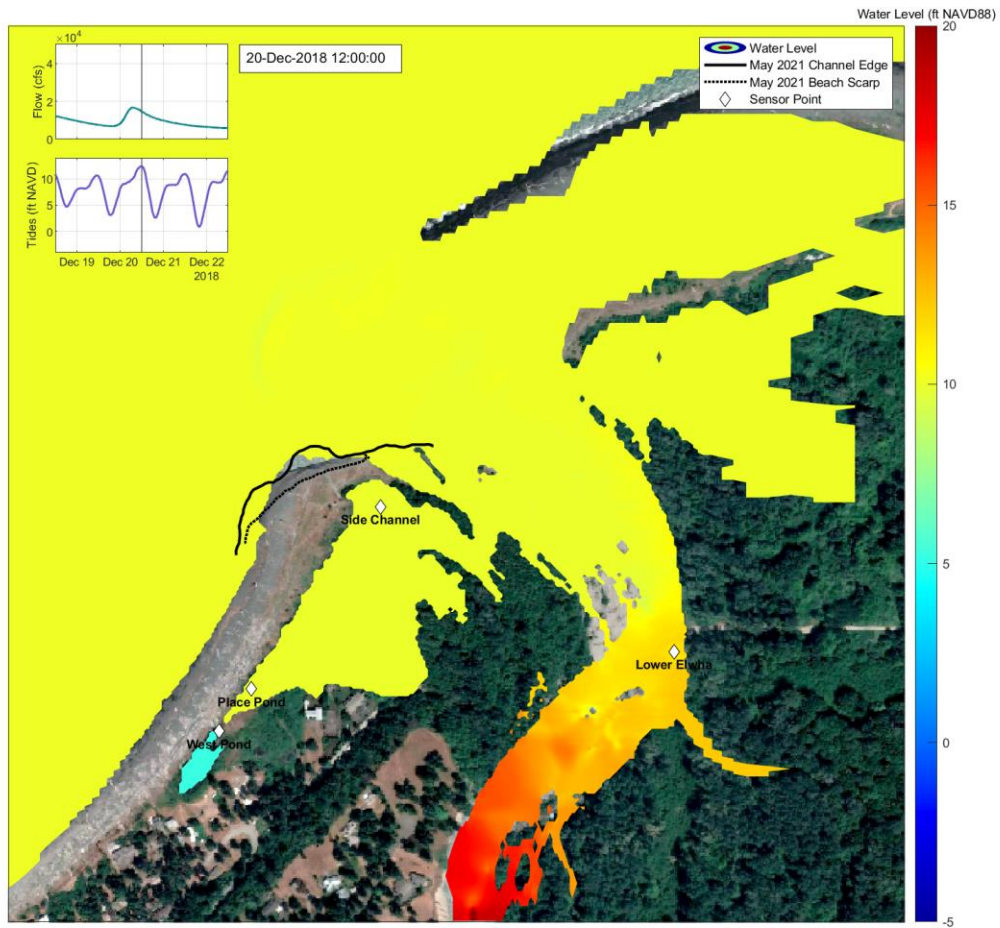 Water Level (ft NAVD88)
×10⁴
4
2
0
Flow (cfs)
20-Dec-2018 12:00:00
Water Level
May 2021 Channel Edge
May 2021 Beach Scarp
Sensor Point
10
5
0
Tides (ft NAVD)
Dec 19 Dec 20 Dec 21 Dec 22
2018
20
15
10
5
0
-5
Side Channel
Lower Elwha
Place Pond
West Pond